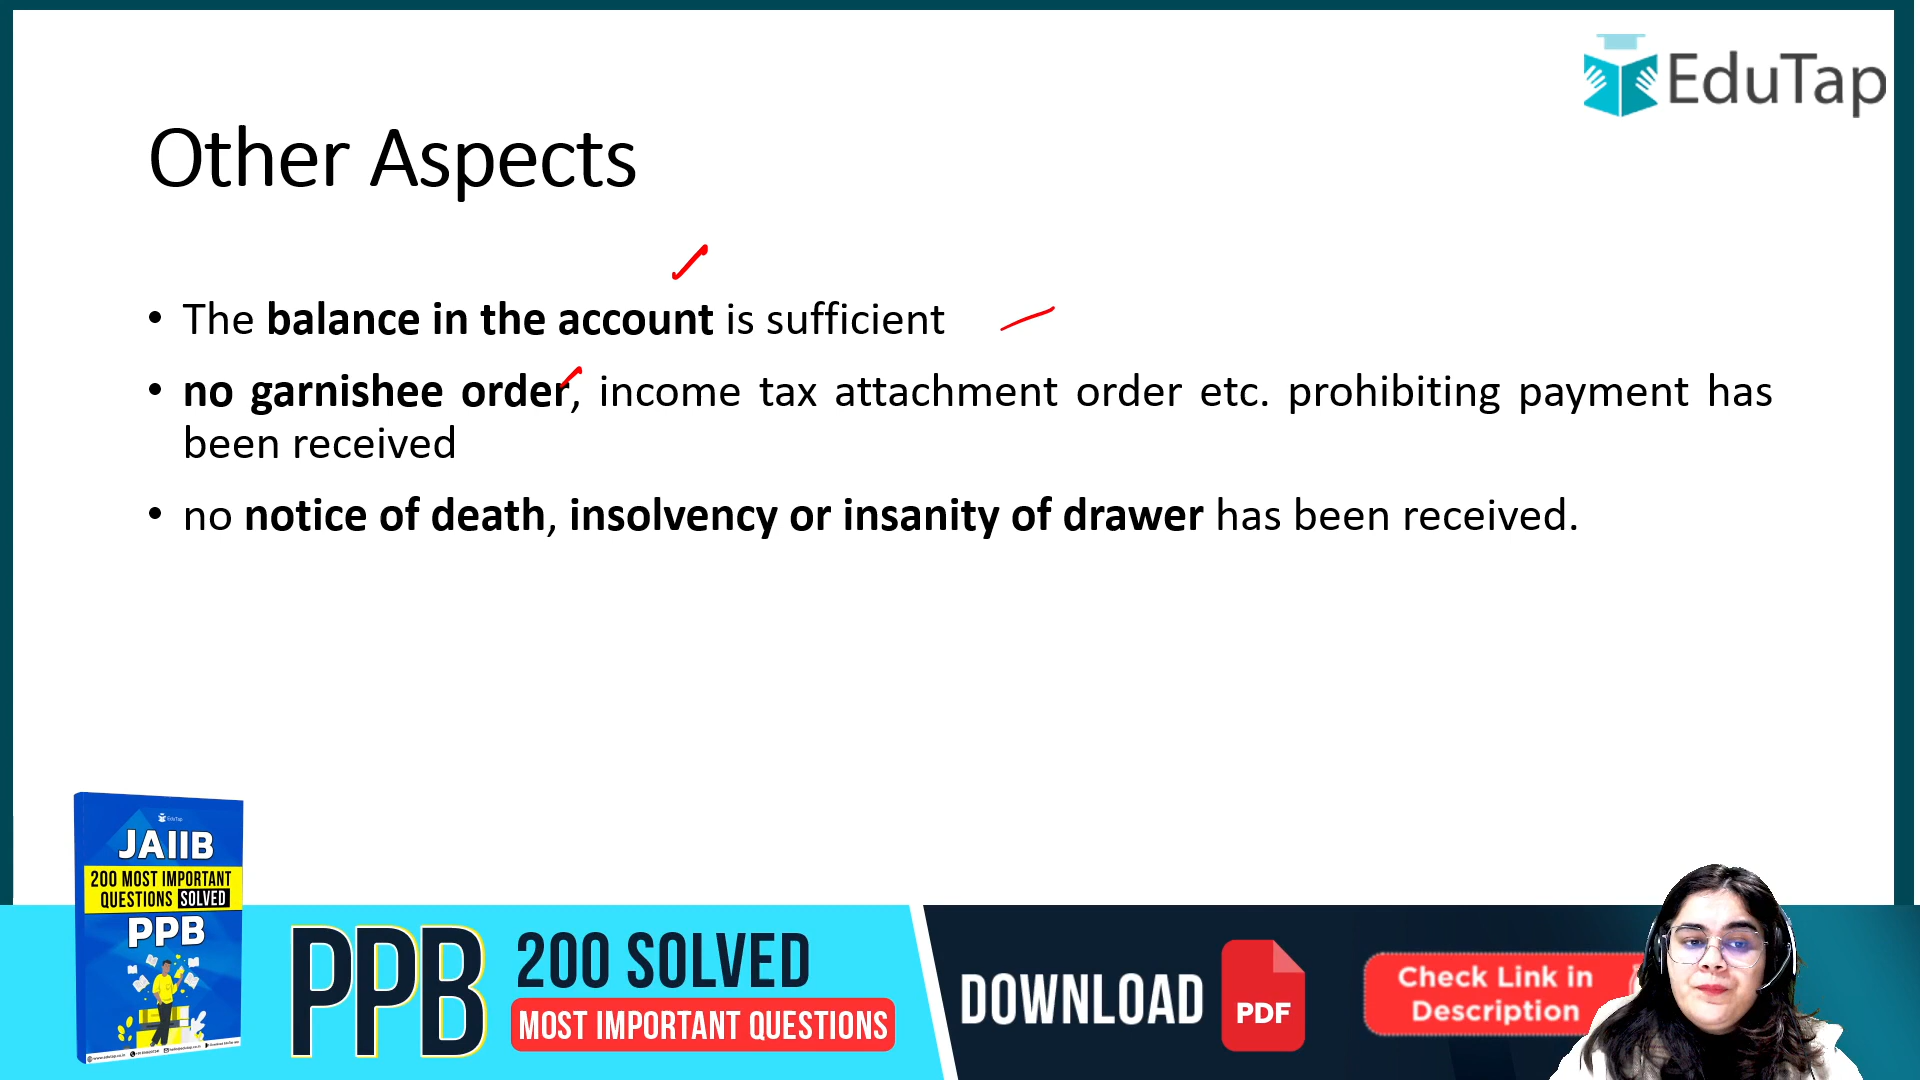 EduTap
Other Aspects
• The balance in the account is sufficient
• no garnishee order, income tax attachment order etc. prohibiting payment has
been received
• no notice of death, insolvency or insanity of drawer has been received.
EduTap
JAIIB
200 MOST IMPORTANT
QUESTIONS SOLVED
PPB
PPB
200 SOLVED
MOST IMPORTANT QUESTIONS
DOWNLOAD
PDF
Check Link in
Description